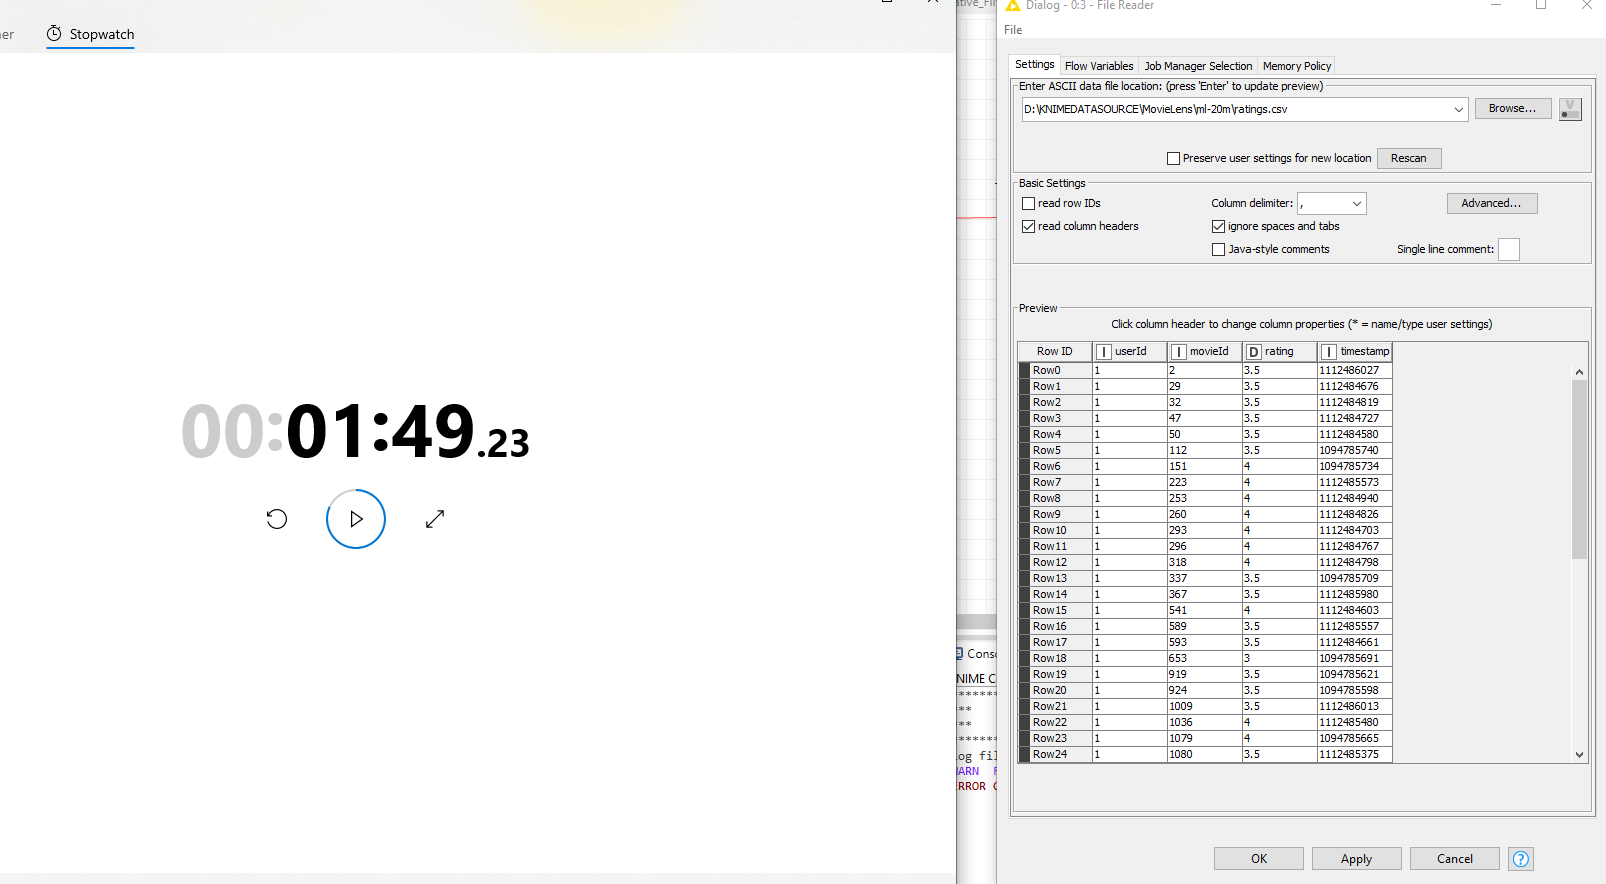 er Stopwatch
00:01:49.23
ative_Fi
Dialog - 0:3 - File Reader
File
Settings Flow Variables Job Manager Selection Memory Policy
Enter ASCII data file location: (press 'Enter' to update preview)
D:\KNIMEDATASOURCE\MovieLens\ml-20m\ratings.csv Browse...
Preserve user settings for new location Rescan
Basic Settings
read row IDs Column delimiter: , Advanced...
read column headers ignore spaces and tabs
Java-style comments Single line comment:
Preview
Click column header to change column properties (* = name/type user settings)
Row ID I userId I movieId D rating I timestamp
Row0 1 2 3.5 1112486027
Row1 1 29 3.5 1112484676
Row2 1 32 3.5 1112484819
Row3 1 47 3.5 1112484727
Row4 1 50 3.5 1112484580
Row5 1 112 3.5 1094785740
Row6 1 151 4 1094785734
Row7 1 223 4 1112485573
Row8 1 253 4 1112484940
Row9 1 260 4 1112484826
Row10 1 293 4 1112484703
Row11 1 296 4 1112484767
Row12 1 318 4 1112484798
Row13 1 337 3.5 1094785709
Row14 1 367 3.5 1112485980
Row15 1 541 4 1112484603
Row16 1 589 3.5 1112485557
Row17 1 593 3.5 1112484661
Row18 1 653 3 1094785691
Row19 1 919 3.5 1094785621
Row20 1 924 3.5 1094785598
Row21 1 1009 3.5 1112486013
Row22 1 1036 4 1112485480
Row23 1 1079 4 1094785665
Row24 1 1080 3.5 1112485375
Conso
NIME C
*******
**
**
*******
og fil
ARN F
RROR C
OK Apply Cancel ?